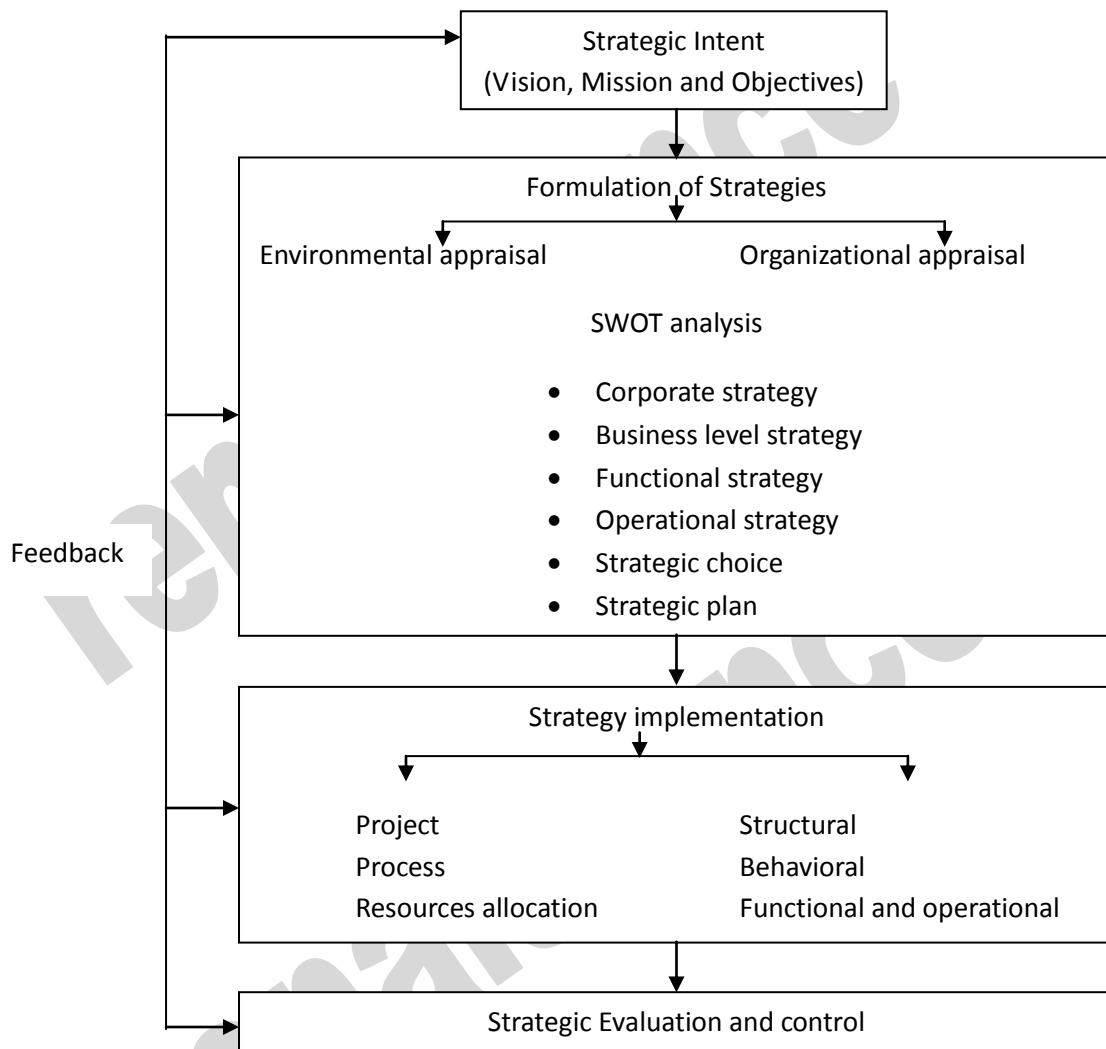 Strategic Intent
(Vision, Mission and Objectives)
Formulation of Strategies
Environmental appraisal
Organizational appraisal
SWOT analysis
• Corporate strategy
• Business level strategy
• Functional strategy
• Operational strategy
• Strategic choice
• Strategic plan
Feedback
Strategy implementation
Project
Structural
Process
Behavioral
Resources allocation
Functional and operational
Strategic Evaluation and control